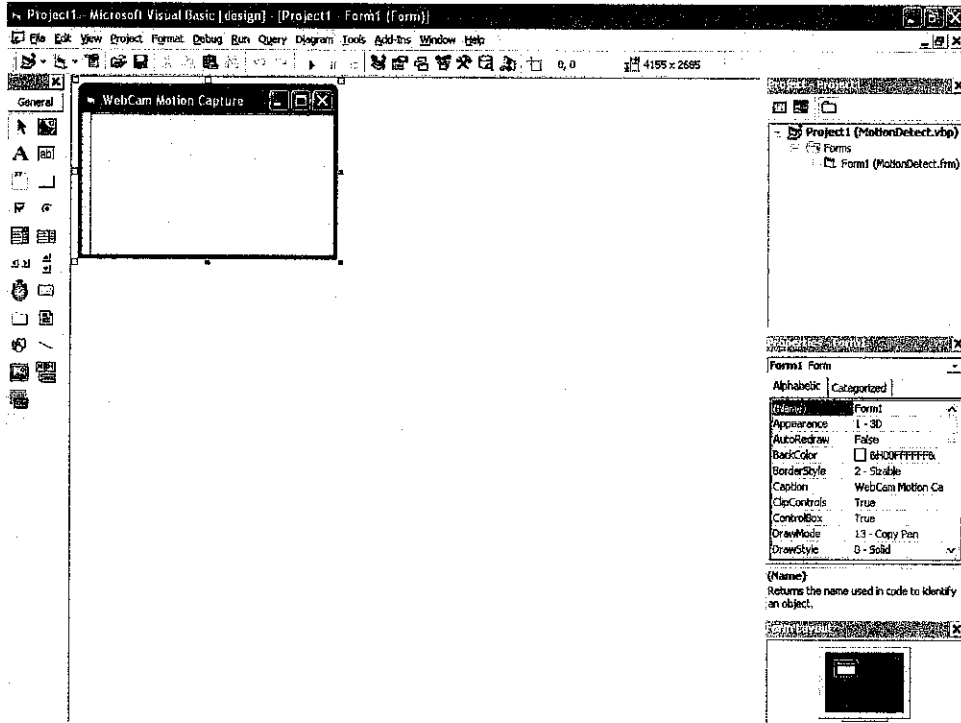 Project1 - Microsoft Visual Basic [design] - [Project1 - Form1 (Form)]
File Edit View Project Format Debug Run Query Diagram Tools Add-Ins Window Help
0, 0
4155 x 2685
General
WebCam Motion Capture
A
ab
Project1 (MotionDetect.vbp)
Forms
Form1 (MotionDetect.frm)
Form1 Form
Alphabetic Categorized
(Name) Form1
Appearance 1 - 3D
AutoRedraw False
BackColor &H00FFFFFF&
BorderStyle 2 - Sizable
Caption WebCam Motion Ca
ClipControls True
ControlBox True
DrawMode 13 - Copy Pen
DrawStyle 0 - Solid
(Name)
Returns the name used in code to identify
an object.
Form Layout